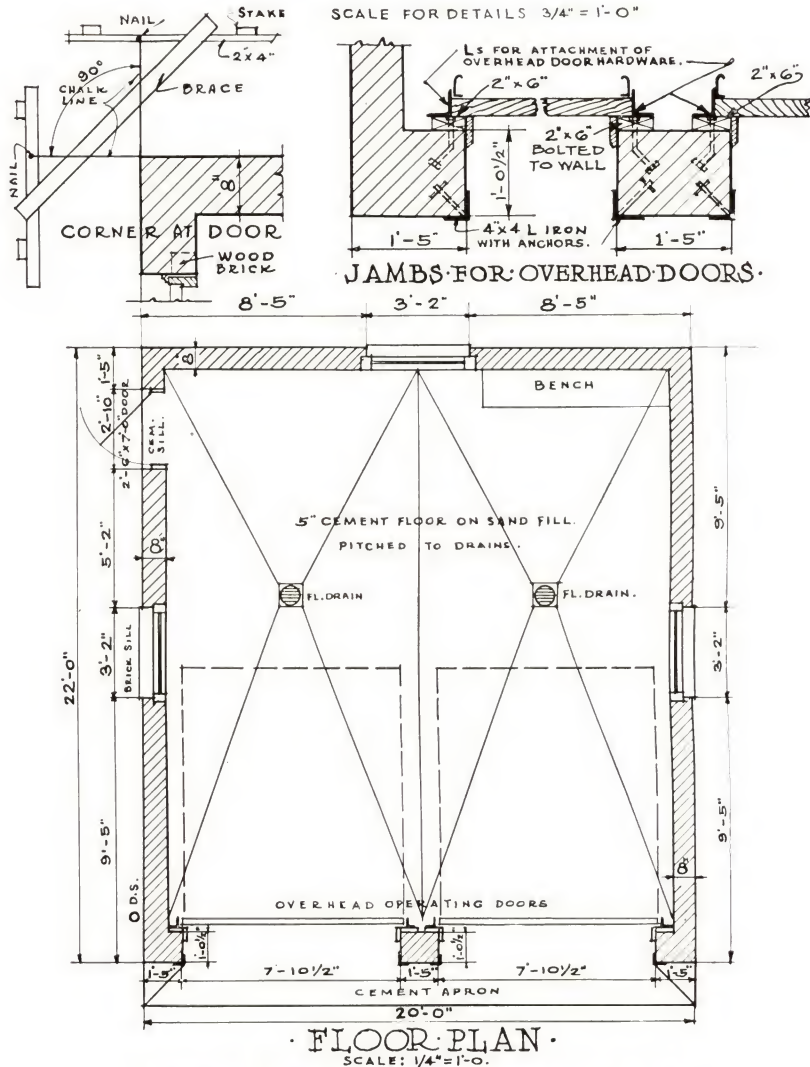 SCALE FOR DETAILS 3/4" = 1'-0"
NAIL
STAKE
2"x4"
90°
CHALK LINE
BRACE
NAIL
8"
CORNER AT DOOR
WOOD
BRICK
Ls FOR ATTACHMENT OF
OVERHEAD DOOR HARDWARE.
2"x6"
2"x6"
2"x6"
BOLTED
TO WALL
1'-0 1/2"
4"x4 L IRON
WITH ANCHORS.
1'-5"
1'-5"
JAMBS·FOR·OVERHEAD·DOORS·
8'-5"
3'-2"
8'-5"
8"
BENCH
1'-5"
2'-10"
2'-6"x7'-0 DOOR
CEM.
SILL
5'-2"
8"
9'-5"
5" CEMENT FLOOR ON SAND FILL.
PITCHED TO DRAINS.
FL. DRAIN
FL. DRAIN.
22'-0"
3'-2"
BRICK SILL
3'-2"
9'-5"
9'-5"
8"
O D.S.
OVERHEAD OPERATING DOORS
1'-0 1/2"
1'-0 1/2"
1'-5"
7'-10 1/2"
1'-5"
7'-10 1/2"
1'-5"
CEMENT APRON
20'-0"
· FLOOR·PLAN ·
SCALE: 1/4"=1'-0.